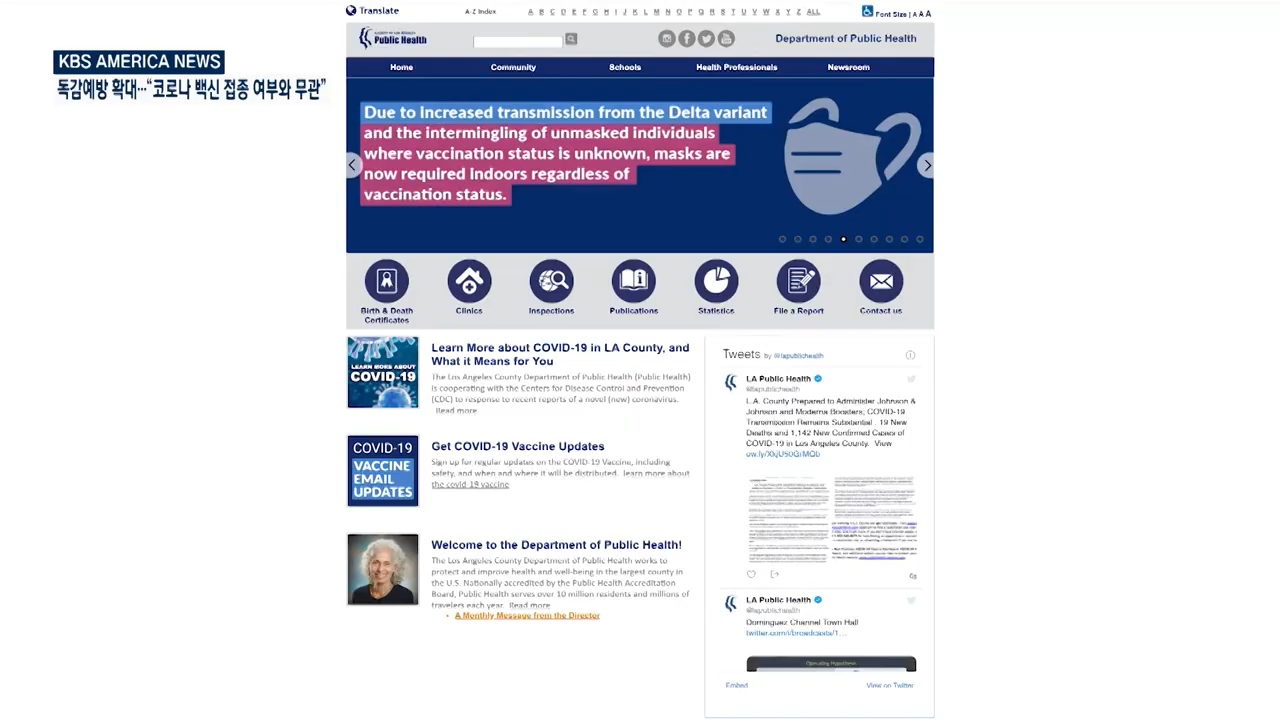 Translate
A-Z Index
A B C D E F G H I J K L M N O P Q R S T U V W X Y Z ALL
Font Size | A A A
KBS AMERICA NEWS
독감예방 확대…“코로나 백신 접종 여부와 무관”
Public Health
Department of Public Health
Home Community Schools Health Professionals Newsroom
Due to increased transmission from the Delta variant
and the intermingling of unmasked individuals
where vaccination status is unknown, masks are
now required indoors regardless of
vaccination status.
Birth & Death
Certificates
Clinics
Inspections
Publications
Statistics
File a Report
Contact us
LEARN MORE ABOUT
COVID-19
Learn More about COVID-19 in LA County, and
What it Means for You
The Los Angeles County Department of Public Health (Public Health)
is cooperating with the Centers for Disease Control and Prevention
(CDC) to response to recent reports of a novel (new) coronavirus.
Read more
COVID-19
VACCINE
EMAIL
UPDATES
Get COVID-19 Vaccine Updates
Sign up for regular updates on the COVID-19 Vaccine, including
safety, and when and where it will be distributed. learn more about
the covid-19 vaccine
Welcome to the Department of Public Health!
The Los Angeles County Department of Public Health works to
protect and improve health and well-being in the largest county in
the U.S. Nationally accredited by the Public Health Accreditation
Board, Public Health serves over 10 million residents and millions of
travelers each year. Read more
A Monthly Message from the Director
Tweets by @lapublichealth
LA Public Health
@lapublichealth
L.A. County Prepared to Administer Johnson &
Johnson and Moderna Boosters; COVID-19
Transmission Remains Substantial . 19 New
Deaths and 1,142 New Confirmed Cases of
COVID-19 in Los Angeles County. View
LA Public Health
@lapublichealth
Dominguez Channel Town Hall
twitter.com/i/broadcasts/1…
Operating Hypothesis
Embed
View on Twitter